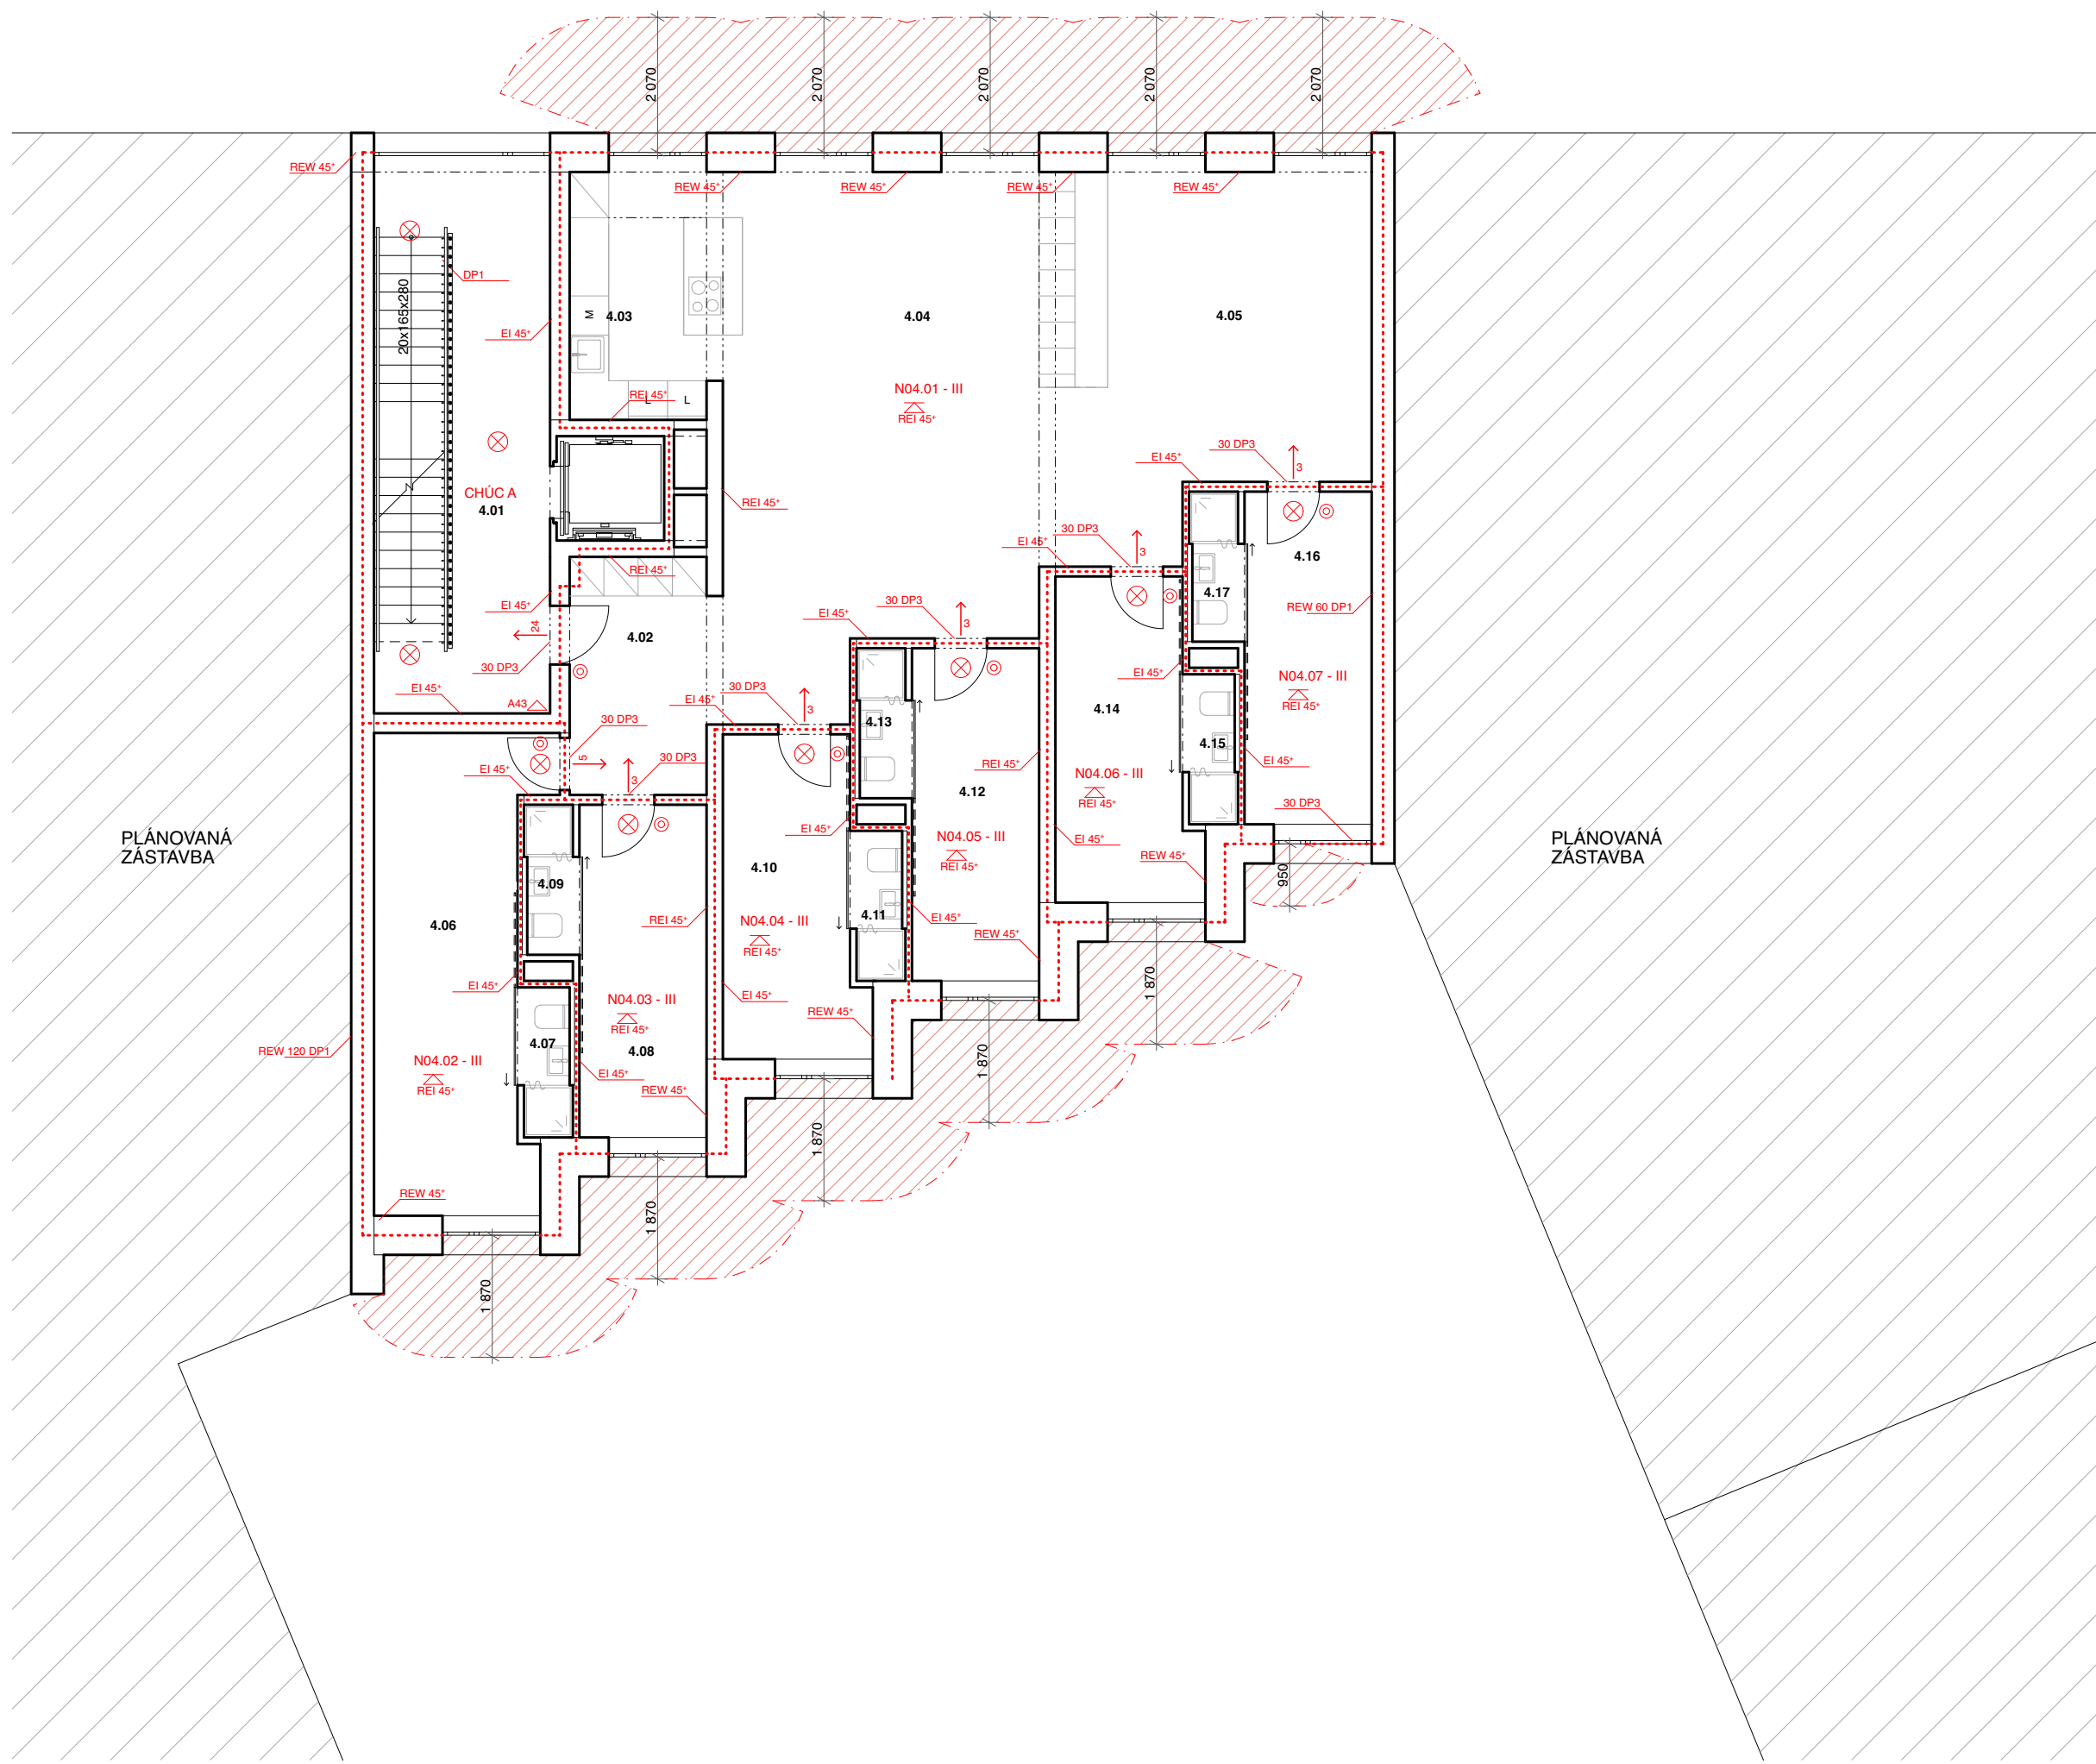 2 070
2 070
2 070
2 070
2 070
REW 45⁺
REW 45⁺
REW 45⁺
REW 45⁺
REW 45⁺
DP1
20x165x280
EI 45⁺
M
4.03
4.04
4.05
N04.01 - III
REI 45⁺
REI 45⁺
L
L
30 DP3
3
EI 45⁺
CHÚC A
4.01
REI 45⁺
30 DP3
3
EI 45⁺
4.16
REI 45⁺
4.17
EI 45⁺
24
30 DP3
3
EI 45⁺
REW 60 DP1
4.02
30 DP3
EI 45⁺
N04.07 - III
REI 45⁺
EI 45⁺
A43
30 DP3
3
EI 45⁺
4.14
4.13
30 DP3
5
4.15
EI 45⁺
EI 45⁺
30 DP3
3
REI 45⁺
N04.06 - III
REI 45⁺
4.12
30 DP3
PLÁNOVANÁ
ZÁSTAVBA
PLÁNOVANÁ
ZÁSTAVBA
EI 45⁺
N04.05 - III
REI 45⁺
EI 45⁺
REW 45⁺
950
4.10
4.09
4.06
REI 45⁺
N04.04 - III
REI 45⁺
4.11
EI 45⁺
REW 45⁺
EI 45⁺
N04.03 - III
REI 45⁺
EI 45⁺
REW 45⁺
1 870
REW 120 DP1
4.07
4.08
N04.02 - III
REI 45⁺
EI 45⁺
REW 45⁺
1 870
1 870
REW 45⁺
1 870
1 870